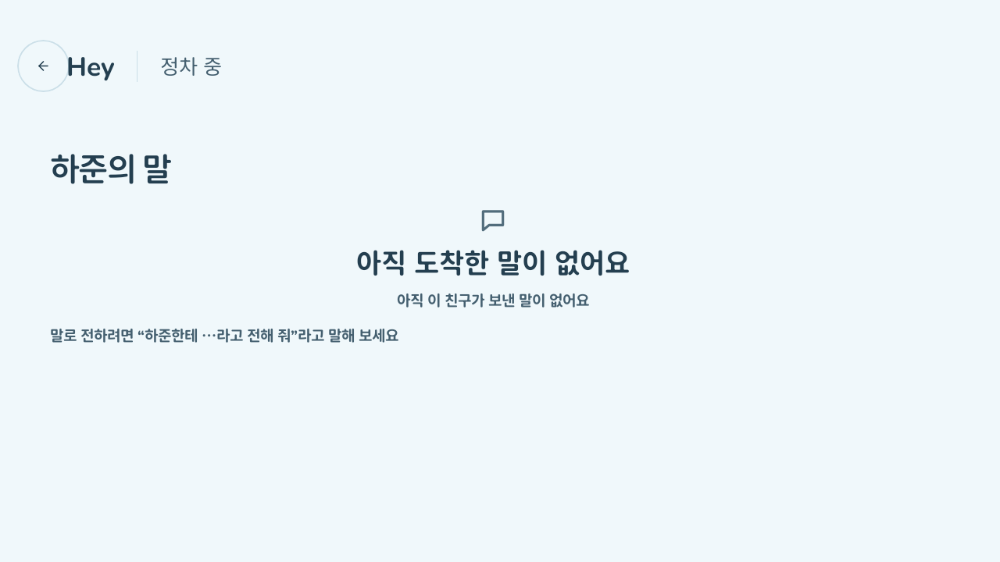 Hey
정차 중
하준의 말
아직 도착한 말이 없어요
아직 이 친구가 보낸 말이 없어요
말로 전하려면 “하준한테 …라고 전해 줘”라고 말해 보세요